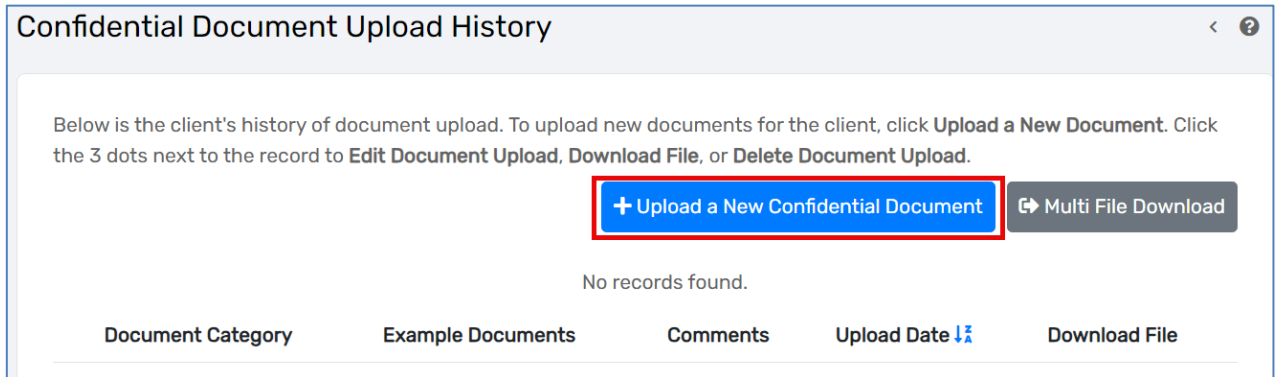 Confidential Document Upload History
Below is the client's history of document upload. To upload new documents for the client, click Upload a New Document. Click
the 3 dots next to the record to Edit Document Upload, Download File, or Delete Document Upload.
Upload a New Confidential Document Multi File Download
No records found.
Document Category Example Documents Comments Upload Date Download File